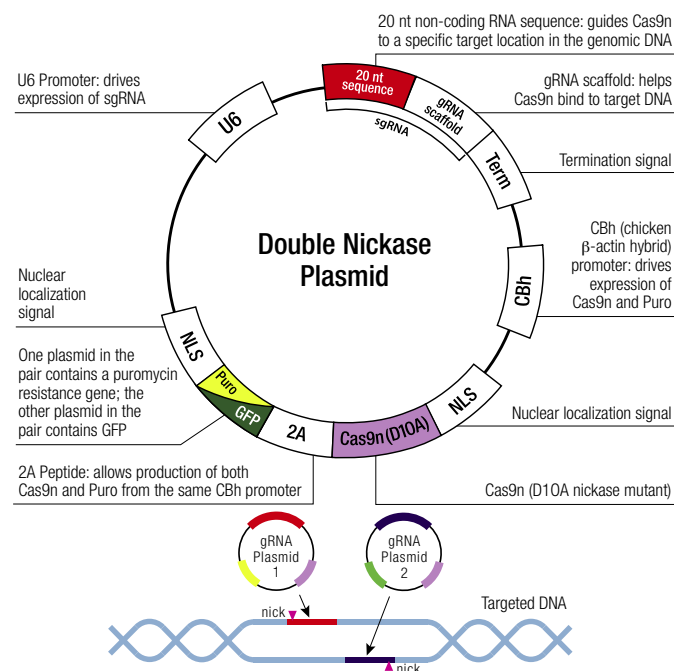 20 nt non-coding RNA sequence: guides Cas9n
to a specific target location in the genomic DNA
U6 Promoter: drives
expression of sgRNA
gRNA scaffold: helps
Cas9n bind to target DNA
20 nt
sequence
gRNA
scaffold
sgRNA
U6
Term
Termination signal
Double Nickase
Plasmid
CBh (chicken
β-actin hybrid)
promoter: drives
expression of
Cas9n and Puro
CBh
Nuclear
localization
signal
NLS
One plasmid in the
pair contains a puromycin
resistance gene; the
other plasmid in the
pair contains GFP
Puro
GFP
2A
Cas9n (D10A)
NLS
Nuclear localization signal
2A Peptide: allows production of both
Cas9n and Puro from the same CBh promoter
Cas9n (D10A nickase mutant)
gRNA
Plasmid
1
gRNA
Plasmid
2
Targeted DNA
nick
nick